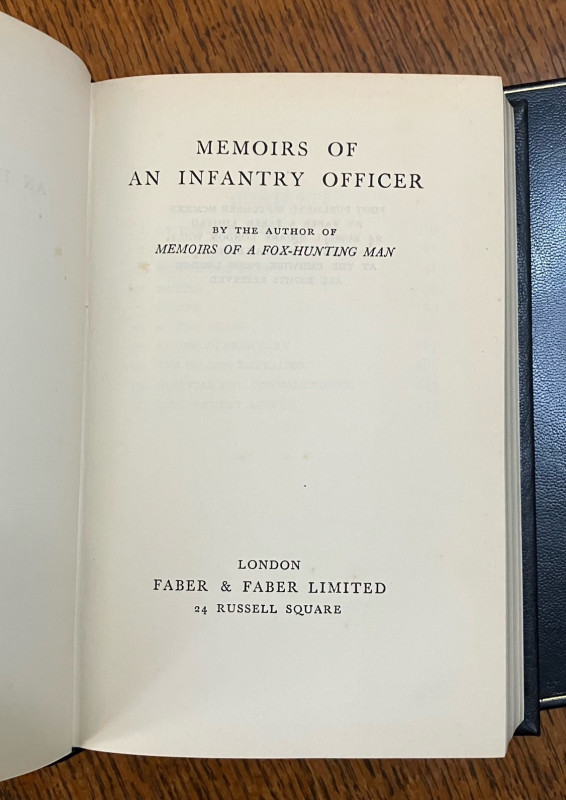 MEMOIRS OF
AN INFANTRY OFFICER
BY THE AUTHOR OF
MEMOIRS OF A FOX-HUNTING MAN
LONDON
FABER & FABER LIMITED
24 RUSSELL SQUARE